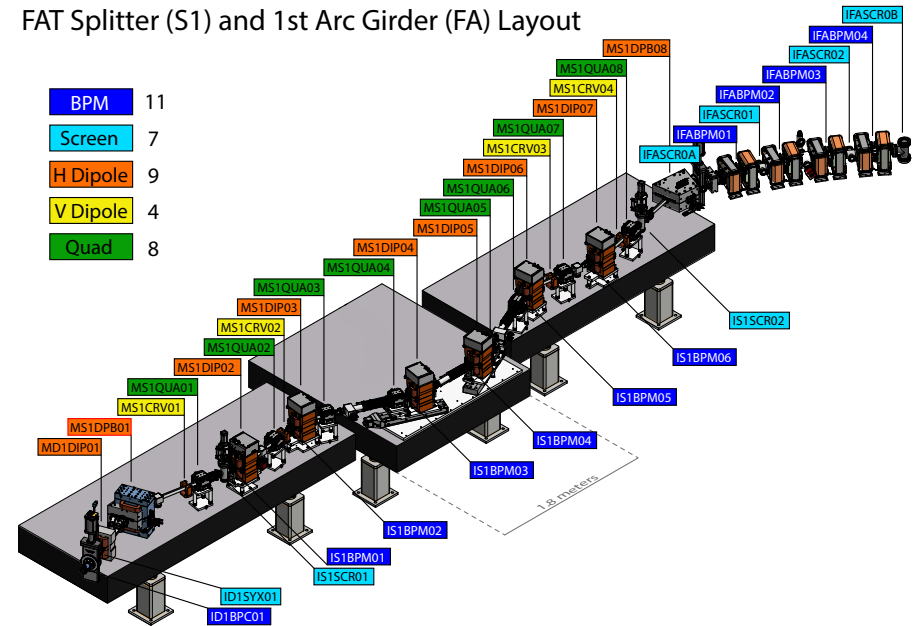 FAT Splitter (S1) and 1st Arc Girder (FA) Layout
BPM 11
Screen 7
H Dipole 9
V Dipole 4
Quad 8
IFASCR0B
IFABPM04
IFASCR02
IFABPM03
IFABPM02
IFASCR01
IFABPM01
IFASCR0A
MS1DPB08
MS1QUA08
MS1CRV04
MS1DIP07
MS1QUA07
MS1CRV03
MS1DIP06
MS1QUA06
MS1QUA05
MS1DIP05
MS1DIP04
MS1QUA04
MS1QUA03
MS1DIP03
MS1CRV02
MS1QUA02
MS1DIP02
MS1QUA01
MS1CRV01
MS1DPB01
MD1DIP01
IS1SCR02
IS1BPM06
IS1BPM05
IS1BPM04
IS1BPM03
1.8 meters
IS1BPM02
IS1BPM01
IS1SCR01
ID1SYX01
ID1BPC01